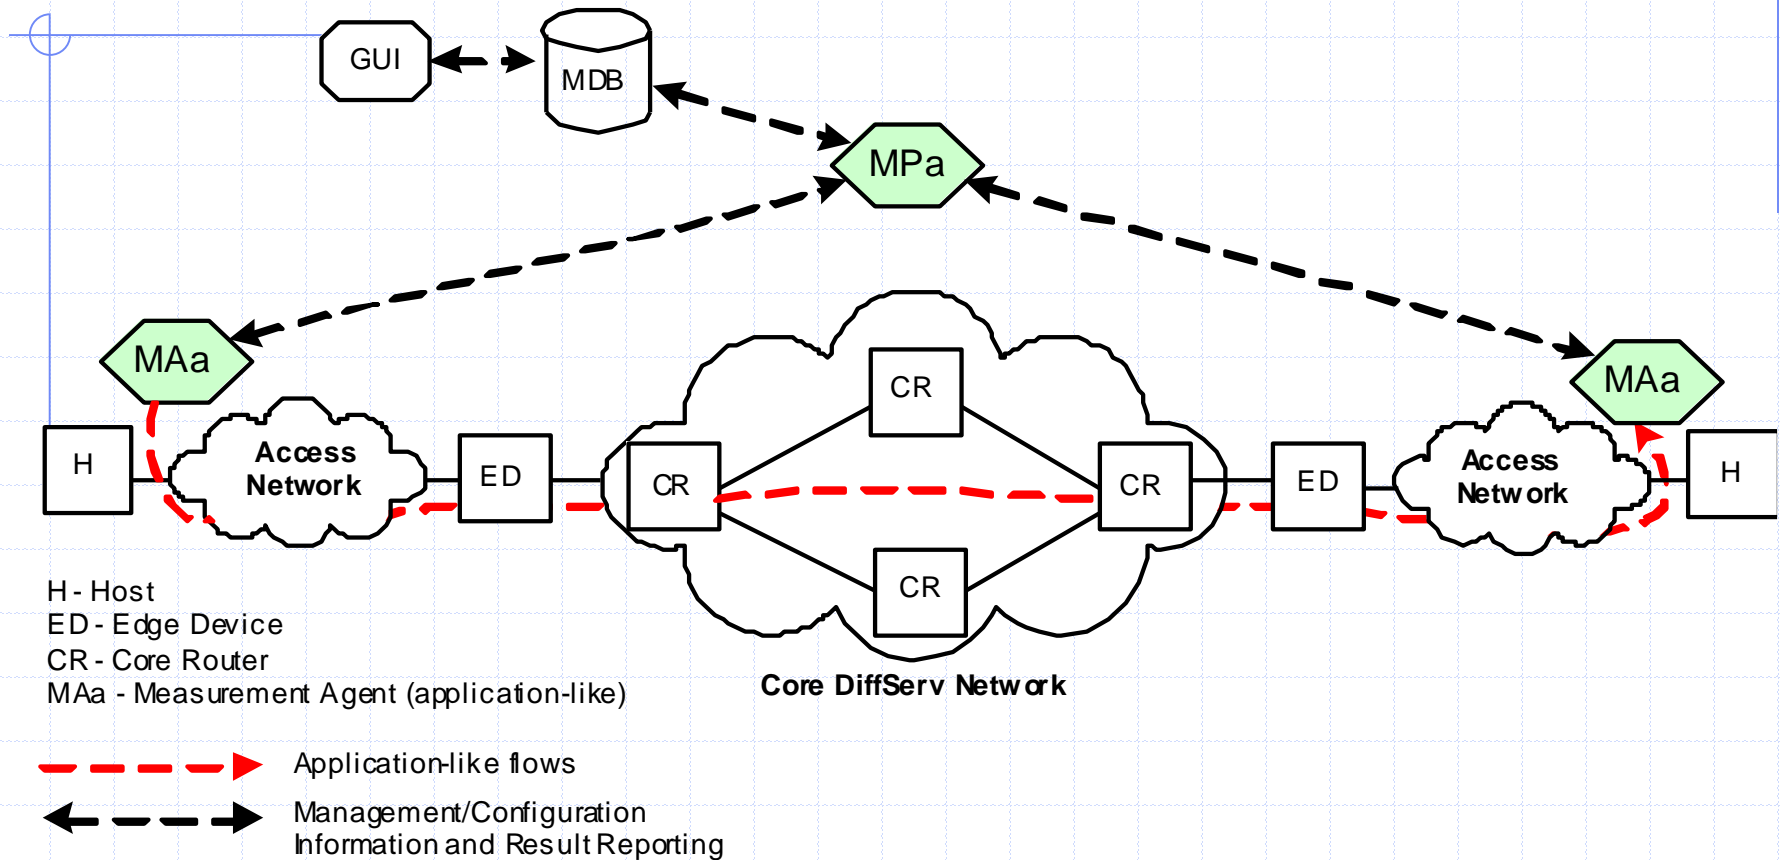 GUI
MDB
MPa
MAa
MAa
H
Access
Network
ED
CR
CR
CR
CR
ED
Access
Network
H
Core DiffServ Network
H - Host
ED - Edge Device
CR - Core Router
MAa - Measurement Agent (application-like)
Application-like flows
Management/Configuration
Information and Result Reporting